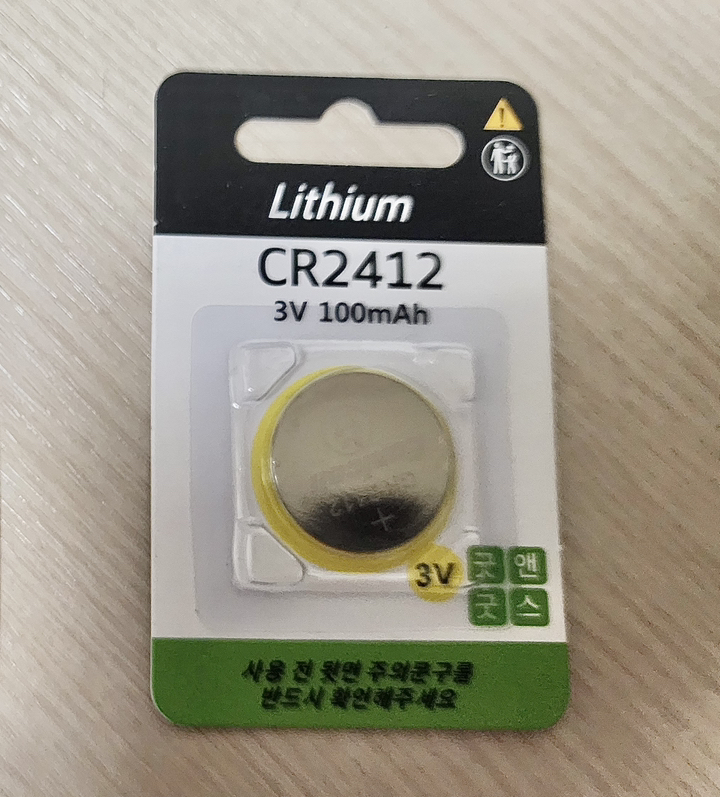 Lithium
CR2412
3V 100mAh
+
3V
굿앤
굿스
사용 전 뒷면 주의문구를
반드시 확인해주세요